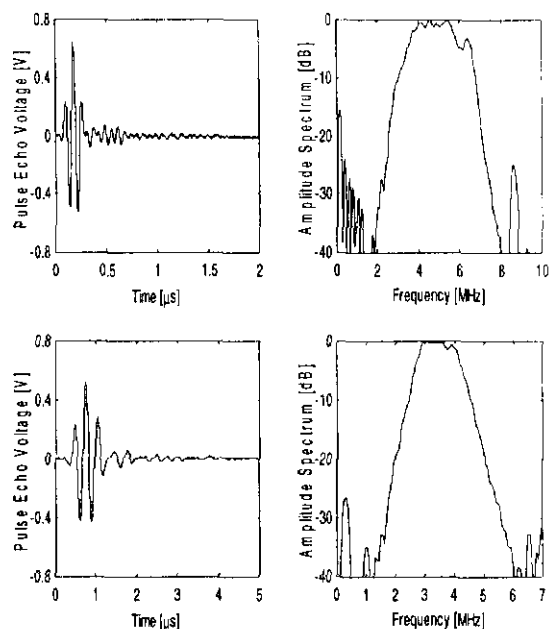 Pulse Echo Voltage [V]
0.8
0.4
0
-0.4
-0.8
0 0.5 1 1.5 2
Time [µs]
Amplitude Spectrum [dB]
0
-10
-20
-30
-40
0 2 4 6 8 10
Frequency [MHz]
Pulse Echo Voltage [V]
0.8
0.4
0
-0.4
-0.8
0 1 2 3 4 5
Time [µs]
Amplitude Spectrum [dB]
0
-10
-20
-30
-40
0 1 2 3 4 5 6 7
Frequency [MHz]